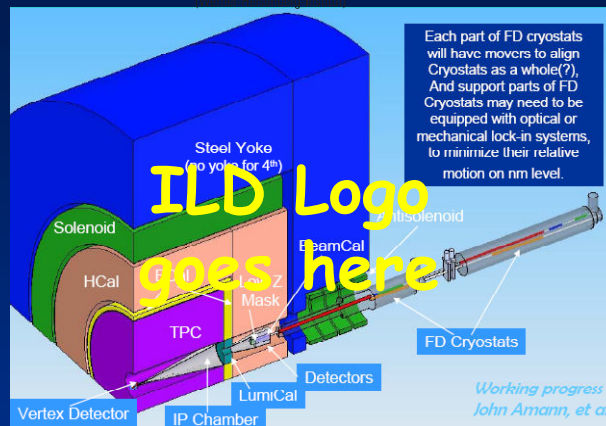 Each part of FD cryostats
will have movers to align
Cryostats as a whole(?),
And support parts of FD
Cryostats may need to be
equipped with optical or
mechanical lock-in systems,
to minimize their relative
motion on nm level.
Steel Yoke
(no yoke for 4th)
ILD Logo
goes here
Solenoid
Antisolenoid
BeamCal
HCal
ECal
Low Z
Mask
TPC
FD Cryostats
Detectors
LumiCal
Vertex Detector
IP Chamber
Working progress
John Amann, et a